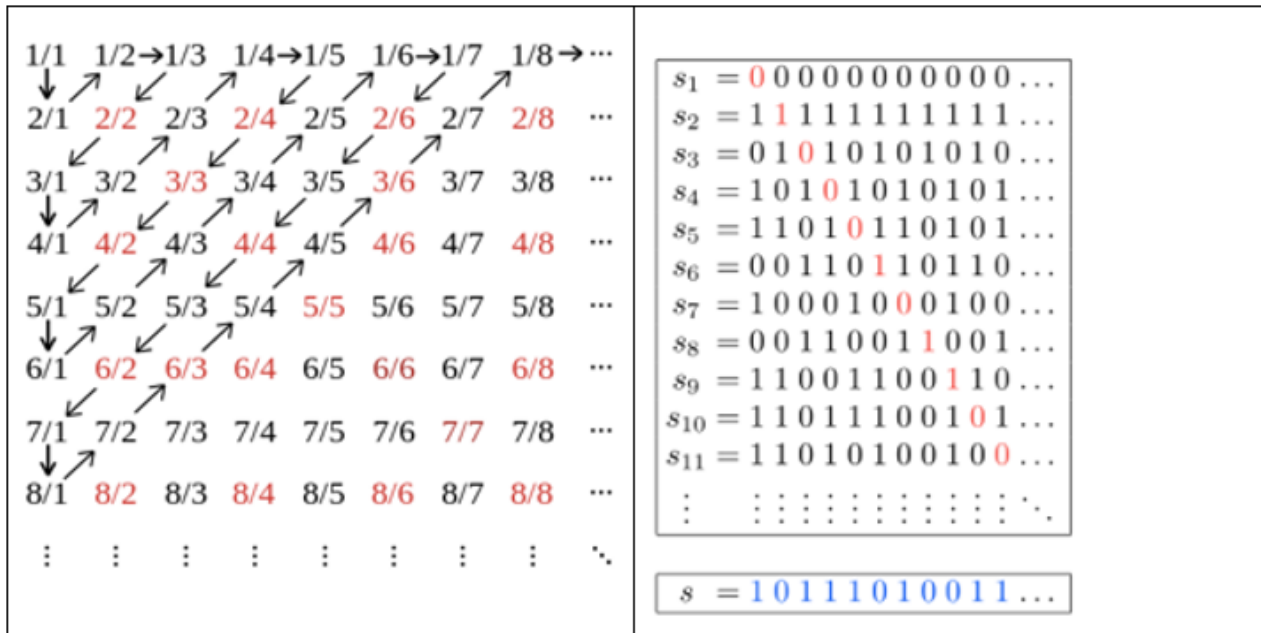 1/1 1/2→1/3 1/4→1/5 1/6→1/7 1/8→ ⋯
2/1 2/2 2/3 2/4 2/5 2/6 2/7 2/8 ⋯
3/1 3/2 3/3 3/4 3/5 3/6 3/7 3/8 ⋯
4/1 4/2 4/3 4/4 4/5 4/6 4/7 4/8 ⋯
5/1 5/2 5/3 5/4 5/5 5/6 5/7 5/8 ⋯
6/1 6/2 6/3 6/4 6/5 6/6 6/7 6/8 ⋯
7/1 7/2 7/3 7/4 7/5 7/6 7/7 7/8 ⋯
8/1 8/2 8/3 8/4 8/5 8/6 8/7 8/8 ⋯
⋮ ⋮ ⋮ ⋮ ⋮ ⋮ ⋮ ⋮ ⋱
s₁ = 0 0 0 0 0 0 0 0 0 0 0 ...
s₂ = 1 1 1 1 1 1 1 1 1 1 1 ...
s₃ = 0 1 0 1 0 1 0 1 0 1 0 ...
s₄ = 1 0 1 0 1 0 1 0 1 0 1 ...
s₅ = 1 1 0 1 0 1 1 0 1 0 1 ...
s₆ = 0 0 1 1 0 1 1 0 1 1 0 ...
s₇ = 1 0 0 0 1 0 0 0 1 0 0 ...
s₈ = 0 0 1 1 0 0 1 1 0 0 1 ...
s₉ = 1 1 0 0 1 1 0 0 1 1 0 ...
s₁₀ = 1 1 0 1 1 1 0 0 1 0 1 ...
s₁₁ = 1 1 0 1 0 1 0 0 1 0 0 ...
⋮ ⋮ ⋮ ⋮ ⋮ ⋮ ⋮ ⋮ ⋮ ⋮ ⋮ ⋮ ⋱
s = 1 0 1 1 1 0 1 0 0 1 1 ...